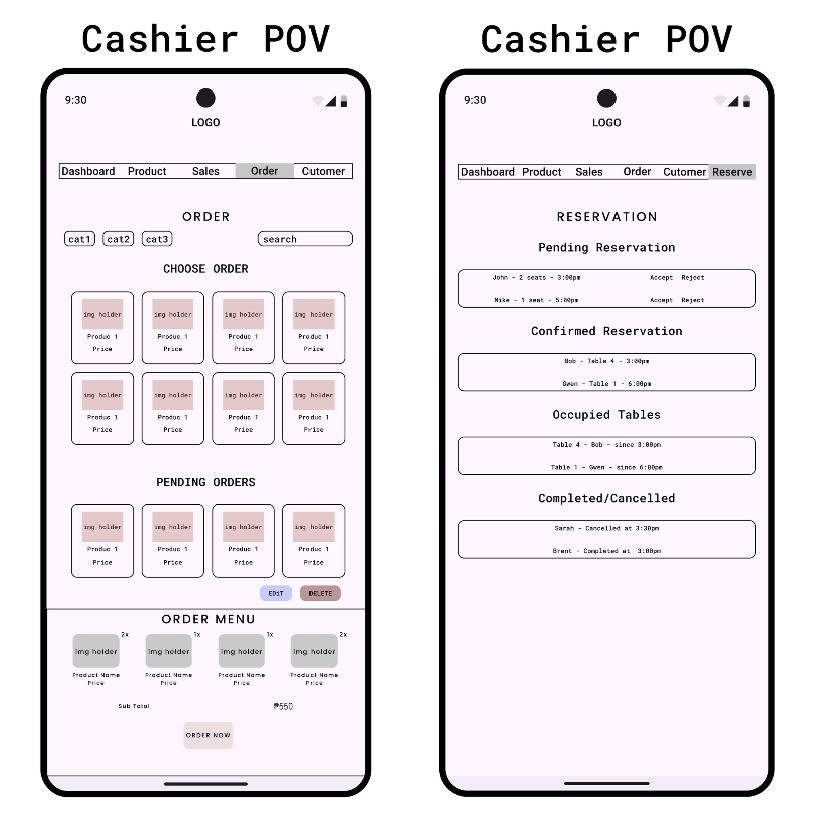 Cashier POV
9:30
LOGO
Dashboard Product Salles Order Cutomer
ORDER
cat1 cat2 cat3 search
CHOOSE ORDER
img holder img holder img holder img holder
Produc 1 Produc 1 Produc 1 Produc 1
Price Price Price Price
img holder img holder img holder img holder
Produc 1 Produc 1 Produc 1 Produc 1
Price Price Price Price
PENDING ORDERS
img holder img holder img holder img holder
Produc 1 Produc 1 Produc 1 Produc 1
Price Price Price Price
EDIT DELETE
ORDER MENU
2x 1x 1x 2x
Img holder Img holder Img holder Img holder
Product Name Product Name Product Name Product Name
Price Price Price Price
Sub Total ₱550
ORDER NOW
Cashier POV
9:30
LOGO
Dashboard Product Sales Order Cutomer Reserve
RESERVATION
Pending Reservation
John - 2 seats - 3:00pm Accept Reject
Mike - 1 seat - 5:00pm Accept Reject
Confirmed Reservation
Bob - Table 4 - 3:00pm
Gwen - Table 1 - 6:00pm
Occupied Tables
Table 4 - Bob - since 3:00pm
Table 1 - Gwen - since 6:00pm
Completed/Cancelled
Sarah - Cancelled at 3:30pm
Brent - Completed at 3:00pm